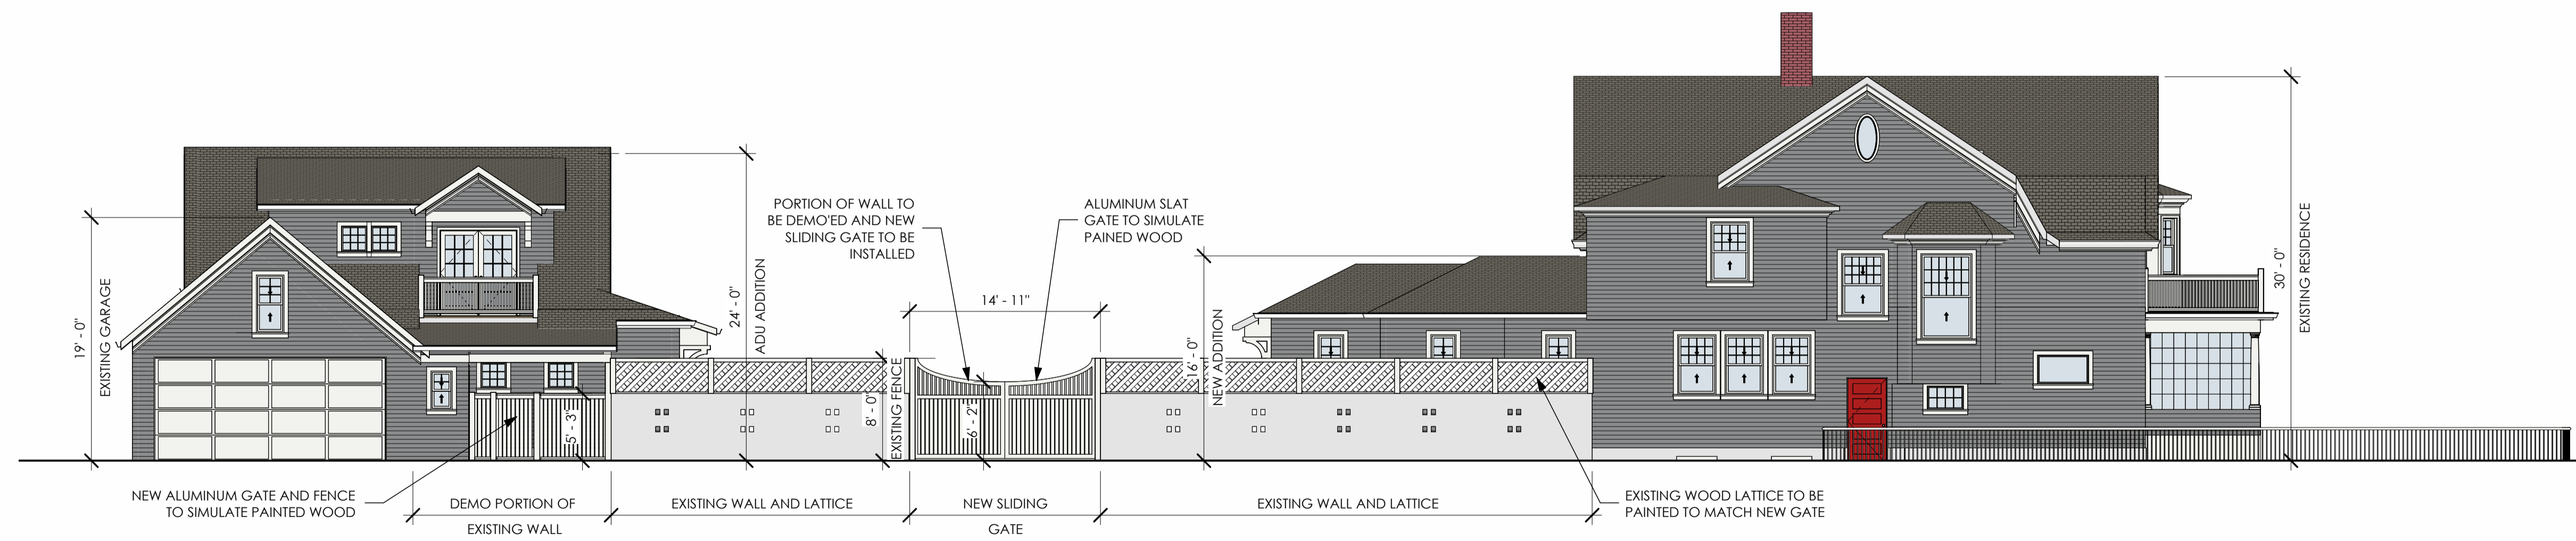 19' - 0"
EXISTING GARAGE
24' - 0"
ADU ADDITION
PORTION OF WALL TO
BE DEMO'ED AND NEW
SLIDING GATE TO BE
INSTALLED
ALUMINUM SLAT
GATE TO SIMULATE
PAINED WOOD
14' - 11"
8' - 0"
EXISTING FENCE
6' - 2"
5' - 3"
16' - 0"
NEW ADDITION
30' - 0"
EXISTING RESIDENCE
NEW ALUMINUM GATE AND FENCE
TO SIMULATE PAINTED WOOD
DEMO PORTION OF
EXISTING WALL
EXISTING WALL AND LATTICE
NEW SLIDING
GATE
EXISTING WALL AND LATTICE
EXISTING WOOD LATTICE TO BE
PAINTED TO MATCH NEW GATE